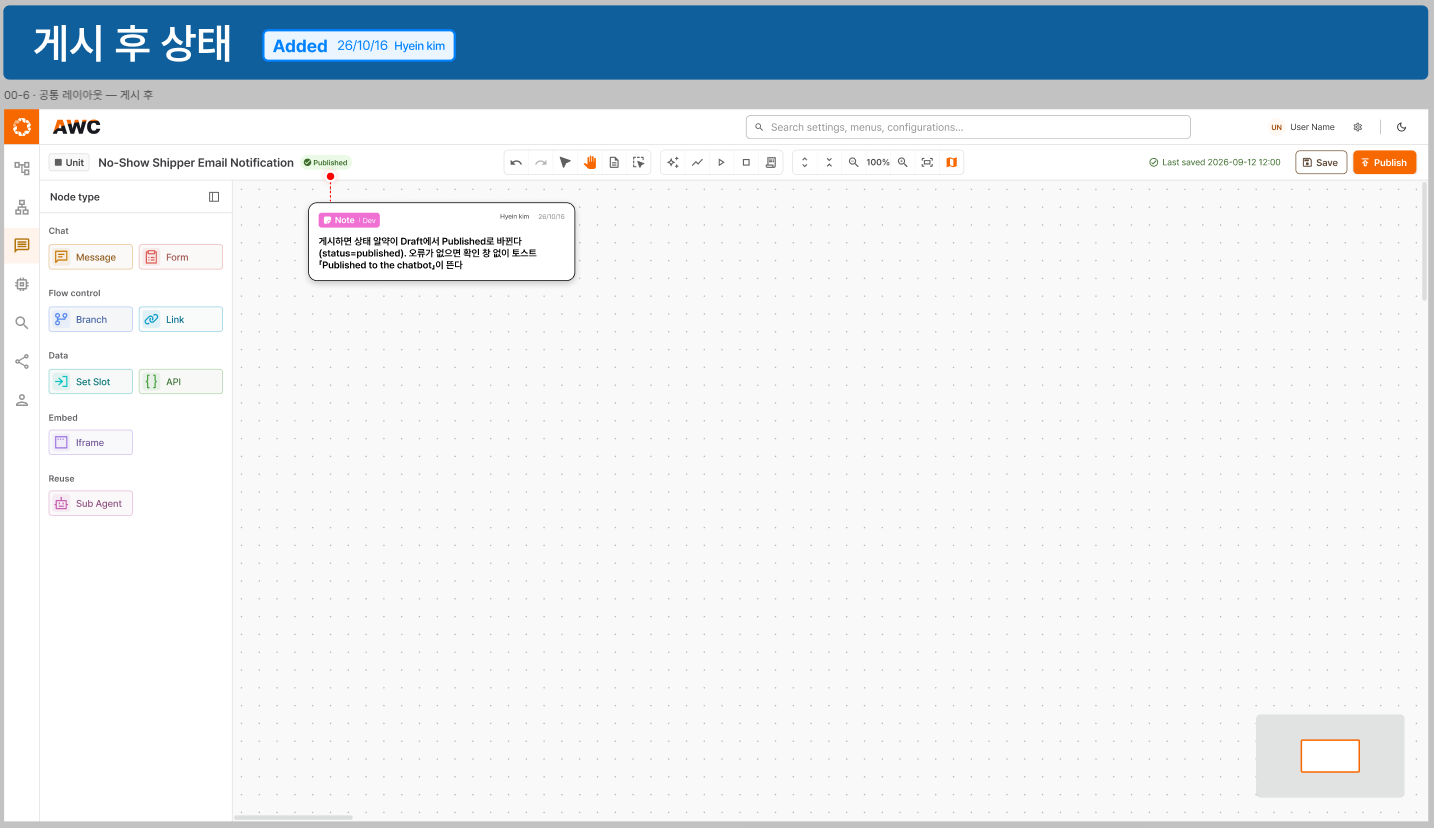 게시 후 상태
Added 26/10/16 Hyein kim
00-6 · 공통 레이아웃 — 게시 후
AWC
Search settings, menus, configurations...
UN User Name
Unit No-Show Shipper Email Notification Published
100%
Last saved 2026-09-12 12:00
Save
Publish
Node type
Note | Dev Hyein kim 26/10/16
게시하면 상태 알약이 Draft에서 Published로 바뀐다
(status=published). 오류가 없으면 확인 창 없이 토스트
「Published to the chatbot」이 뜬다
Chat
Message Form
Flow control
Branch Link
Data
Set Slot API
Embed
Iframe
Reuse
Sub Agent